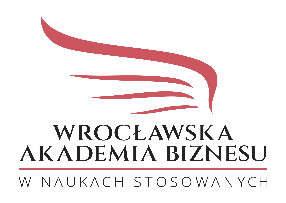 WROCŁAWSKA
AKADEMIA BIZNESU
W NAUKACH STOSOWANYCH